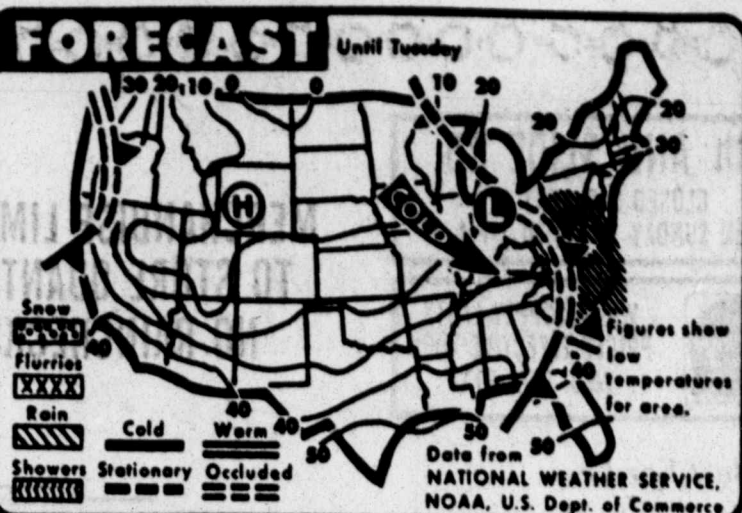 FORECAST Until Tuesday
30 20 10 0 0 10 20
20 20
30
H
COLD L
Snow
40
Flurries
Rain
Showers
Cold Warm
Stationary Occluded
40 40
50
50
40
50
Figures show
low
temperatures
for area.
Data from
NATIONAL WEATHER SERVICE,
NOAA, U.S. Dept. of Commerce